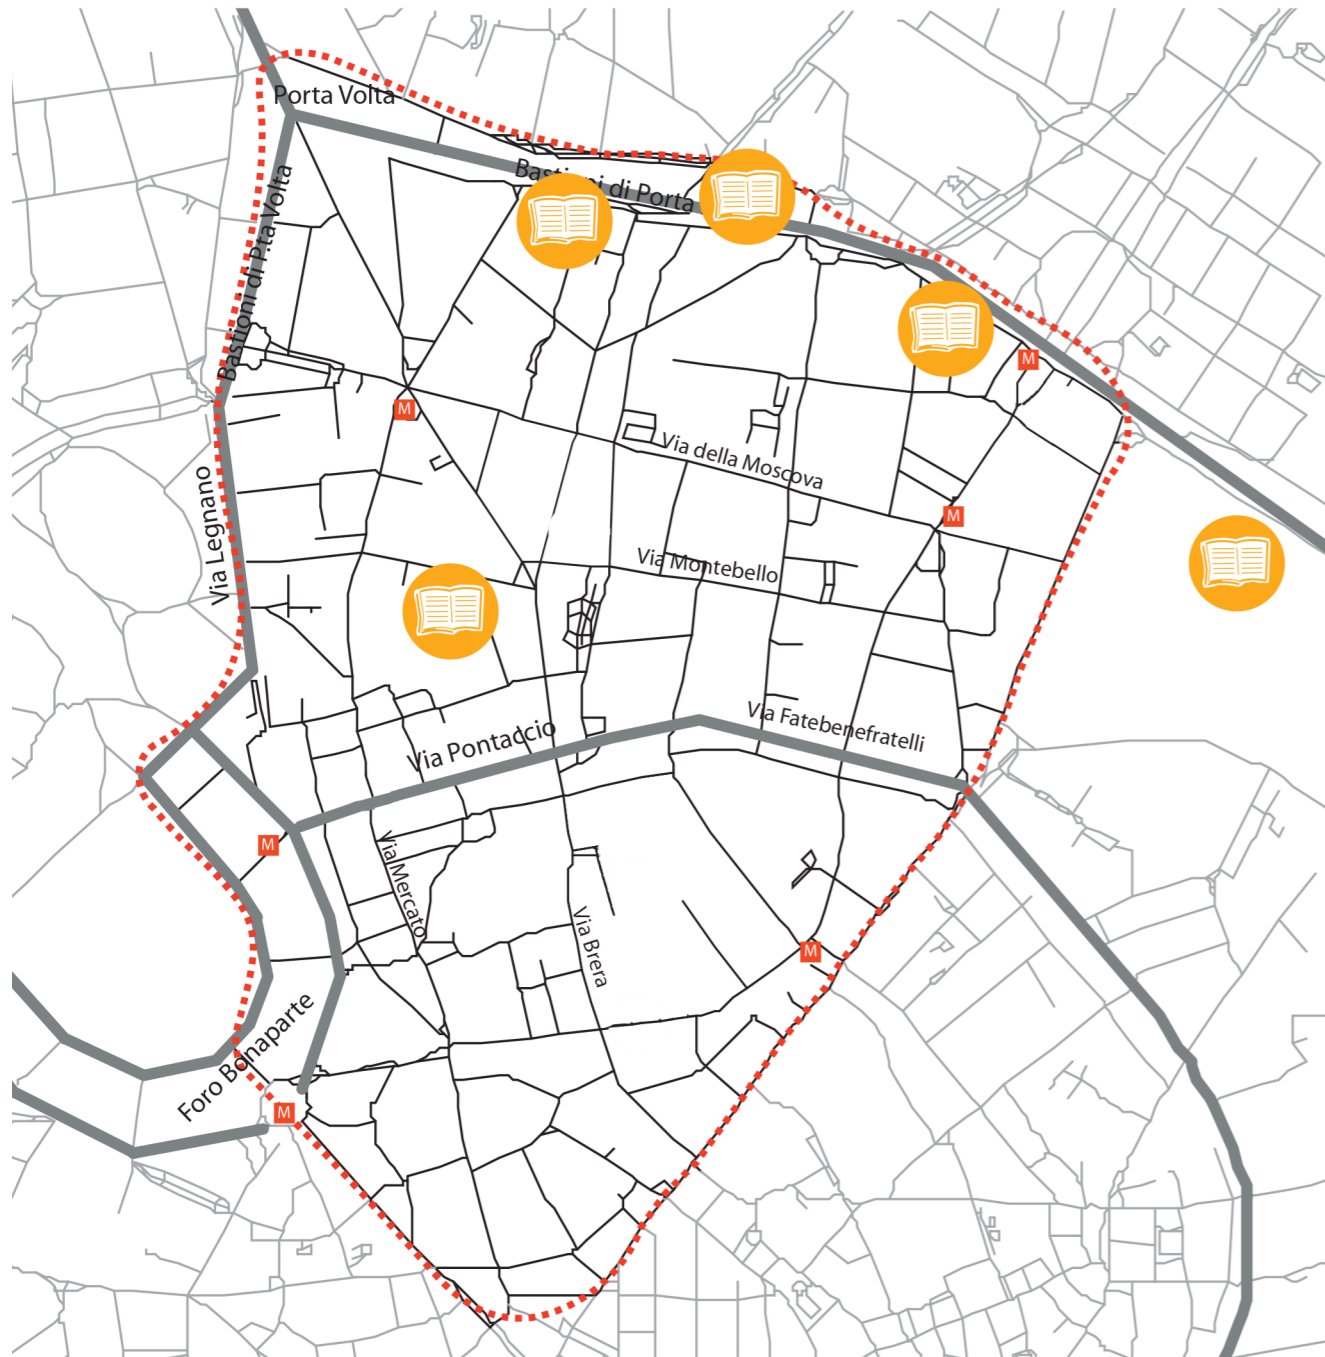 Porta Volta
Bastioni di Porta
Bastioni di P.ta Volta
M
M
Via della Moscova
Via Legnano
M
Via Montebello
Via Fatebenefratelli
Via Pontaccio
M
Via Mercato
Via Brera
M
Foro Bonaparte
M